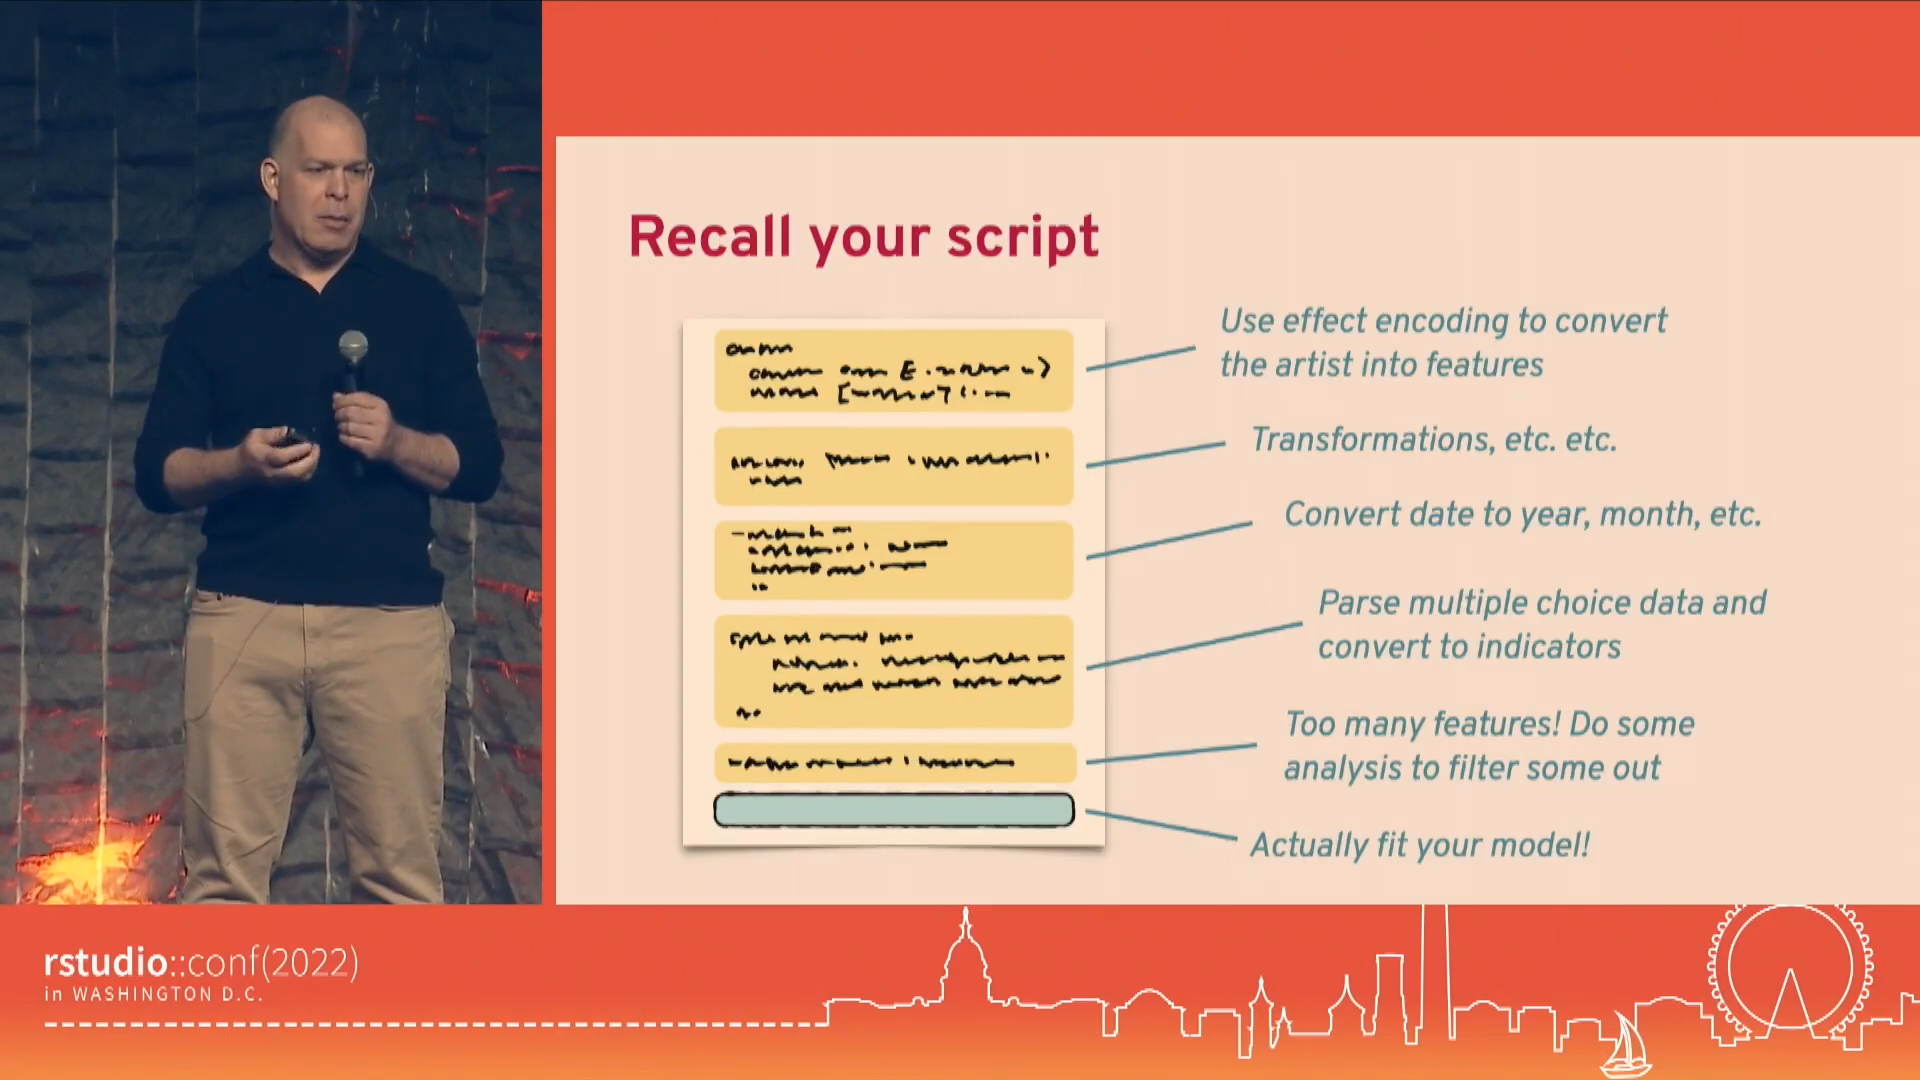 Recall your script
Use effect encoding to convert
the artist into features
Transformations, etc. etc.
Convert date to year, month, etc.
Parse multiple choice data and
convert to indicators
Too many features! Do some
analysis to filter some out
Actually fit your model!
rstudio::conf(2022)
in WASHINGTON D.C.